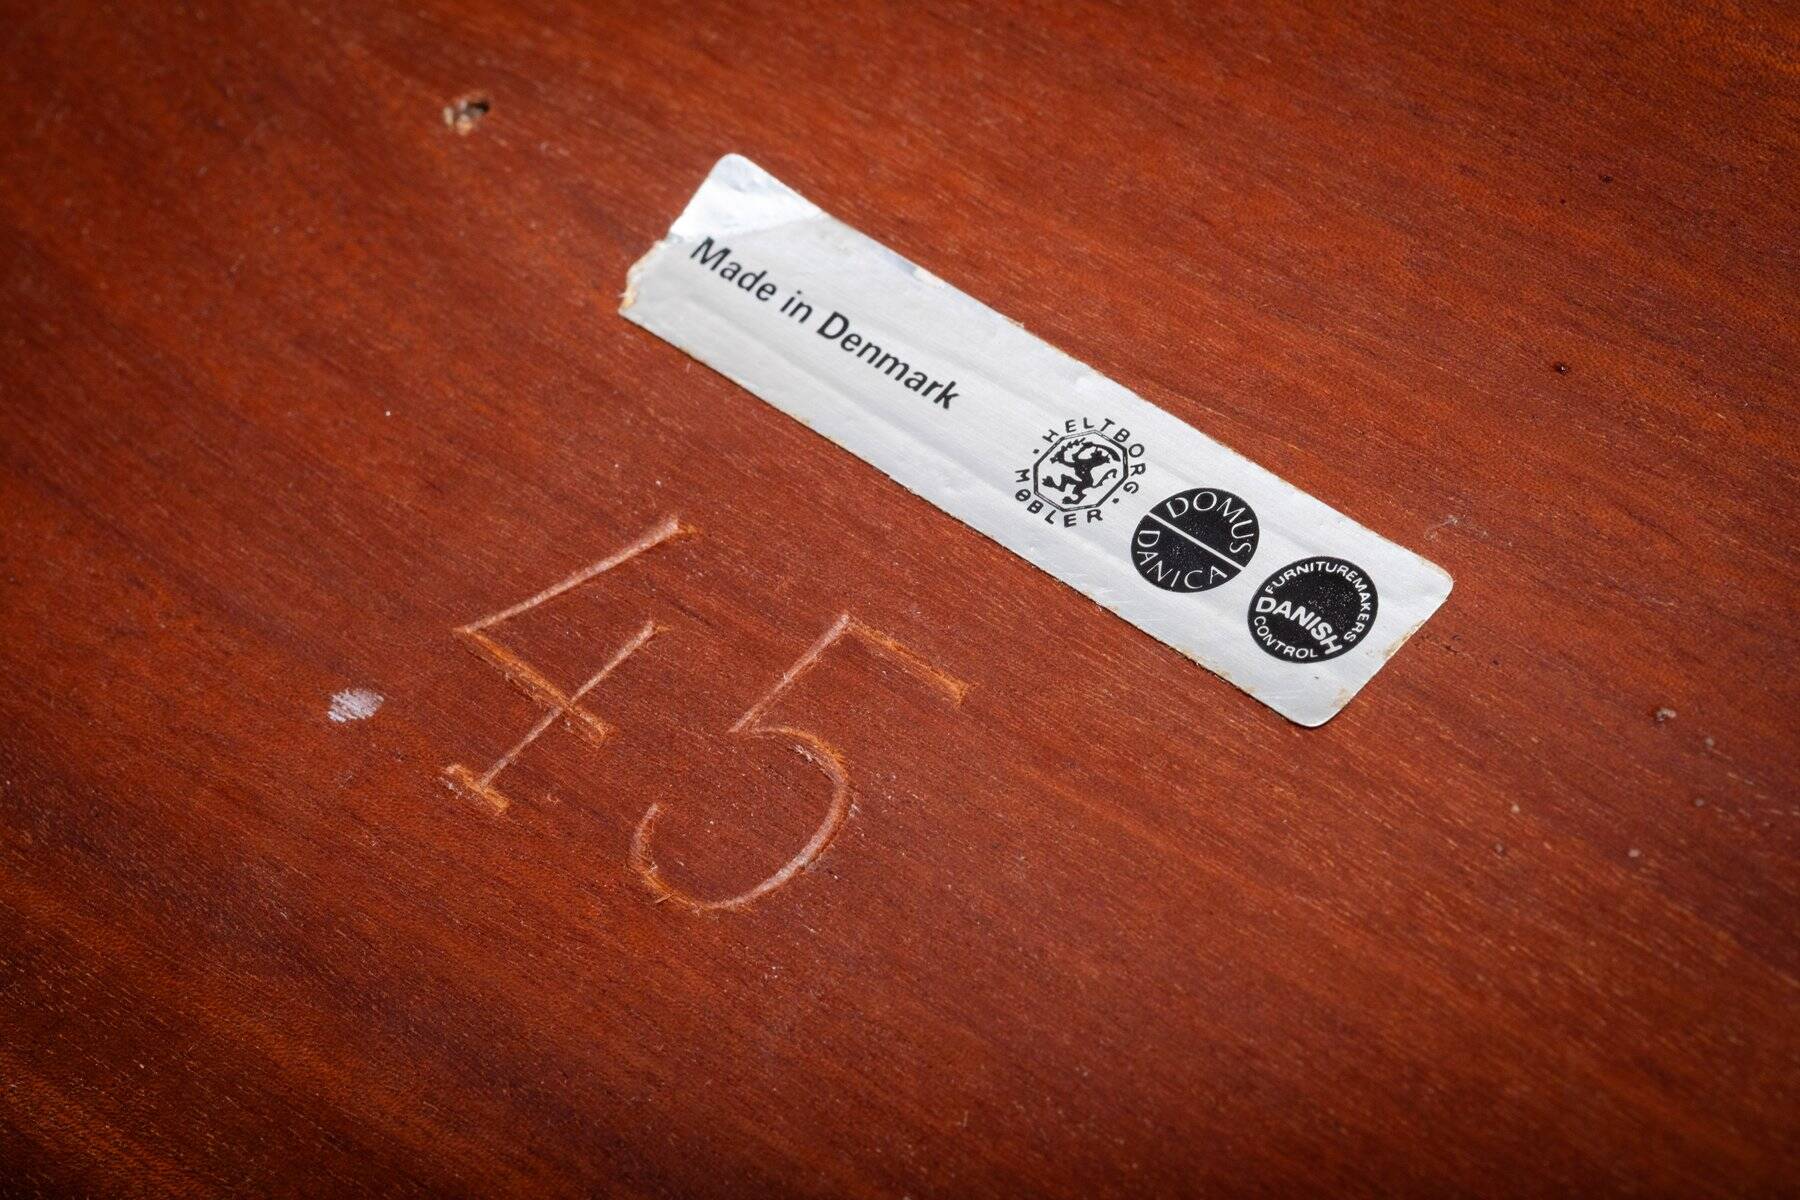 Made in Denmark
HELTBORG
MØBLER
DOMUS
DANICA
FURNITUREMAKERS
DANISH
CONTROL
45